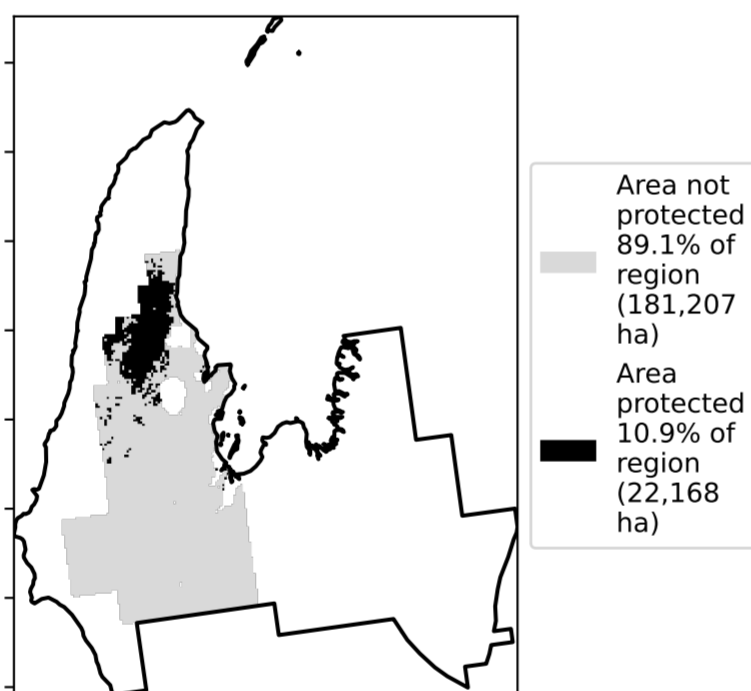 Area not
protected
89.1% of
region
(181,207
ha)
Area
protected
10.9% of
region
(22,168
ha)